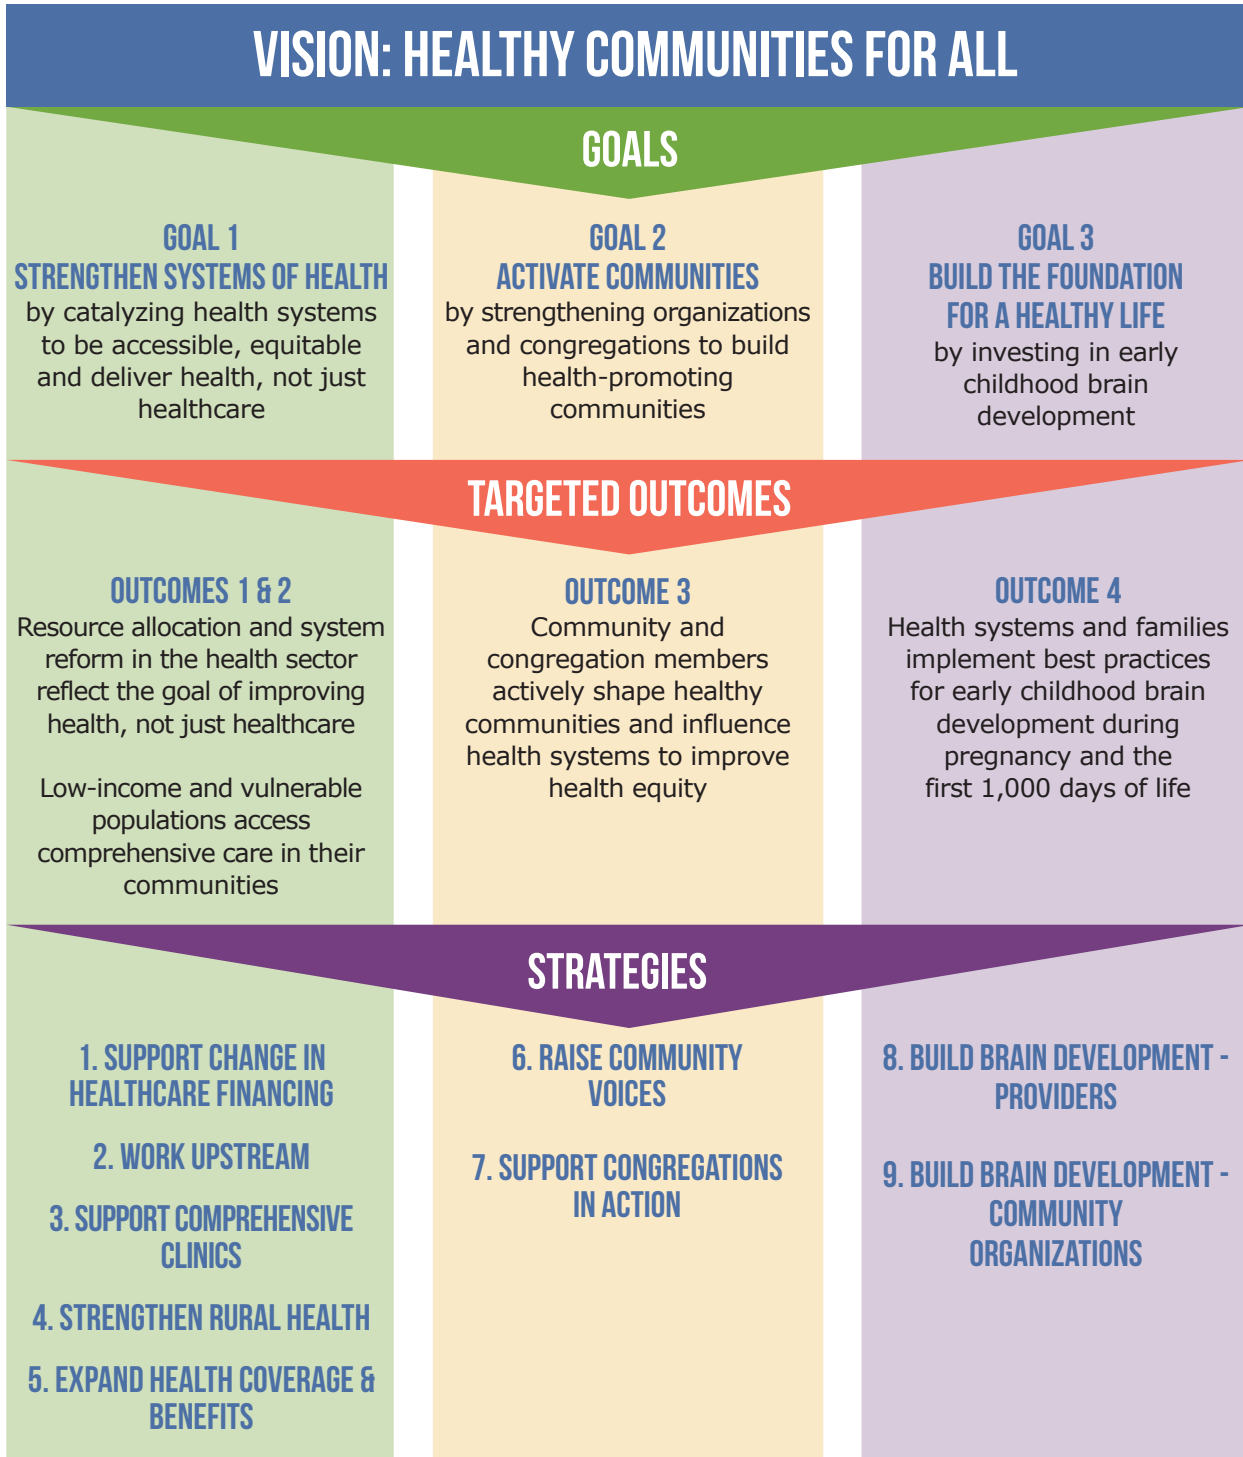 VISION: HEALTHY COMMUNITIES FOR ALL
GOALS
GOAL 1
STRENGTHEN SYSTEMS OF HEALTH
by catalyzing health systems
to be accessible, equitable
and deliver health, not just
healthcare
GOAL 2
ACTIVATE COMMUNITIES
by strengthening organizations
and congregations to build
health-promoting
communities
GOAL 3
BUILD THE FOUNDATION
FOR A HEALTHY LIFE
by investing in early
childhood brain
development
TARGETED OUTCOMES
OUTCOMES 1 & 2
Resource allocation and system
reform in the health sector
reflect the goal of improving
health, not just healthcare
Low-income and vulnerable
populations access
comprehensive care in their
communities
OUTCOME 3
Community and
congregation members
actively shape healthy
communities and influence
health systems to improve
health equity
OUTCOME 4
Health systems and families
implement best practices
for early childhood brain
development during
pregnancy and the
first 1,000 days of life
STRATEGIES
1. SUPPORT CHANGE IN
HEALTHCARE FINANCING
2. WORK UPSTREAM
3. SUPPORT COMPREHENSIVE
CLINICS
4. STRENGTHEN RURAL HEALTH
5. EXPAND HEALTH COVERAGE &
BENEFITS
6. RAISE COMMUNITY
VOICES
7. SUPPORT CONGREGATIONS
IN ACTION
8. BUILD BRAIN DEVELOPMENT -
PROVIDERS
9. BUILD BRAIN DEVELOPMENT -
COMMUNITY
ORGANIZATIONS